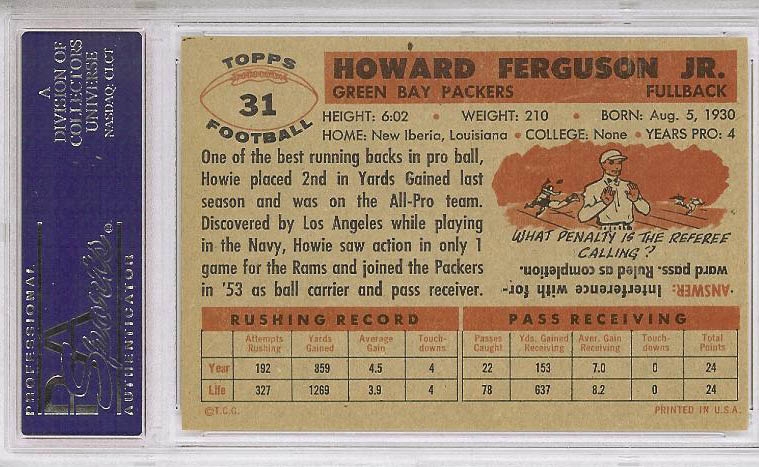 A
DIVISION OF
COLLECTORS
UNIVERSE
NASDAQ: CLCT
PROFESSIONAL
PSA
Sports®
AUTHENTICATOR
TOPPS
31
FOOTBALL
HOWARD FERGUSON JR.
GREEN BAY PACKERS FULLBACK
HEIGHT: 6:02 • WEIGHT: 210 • BORN: Aug. 5, 1930
HOME: New Iberia, Louisiana • COLLEGE: None • YEARS PRO: 4
One of the best running backs in pro ball,
Howie placed 2nd in Yards Gained last
season and was on the All-Pro team.
Discovered by Los Angeles while playing
in the Navy, Howie saw action in only 1
game for the Rams and joined the Packers
in '53 as ball carrier and pass receiver.
WHAT PENALTY IS THE REFEREE
CALLING?
ANSWER: Interference with for-
ward pass. Ruled as completion.
RUSHING RECORD PASS RECEIVING
Attempts Rushing Yards Gained Average Gain Touch-downs Passes Caught Yds. Gained Receiving Aver. Gain Receiving Touch-downs Total Points
Year 192 859 4.5 4 22 153 7.0 0 24
Life 327 1269 3.9 4 78 637 8.2 0 24
©T.C.G. PRINTED IN U.S.A.